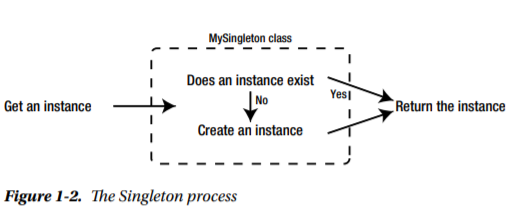 MySingleton class
Does an instance exist
Yes
No
Get an instance
Return the instance
Create an instance
Figure 1-2. The Singleton process